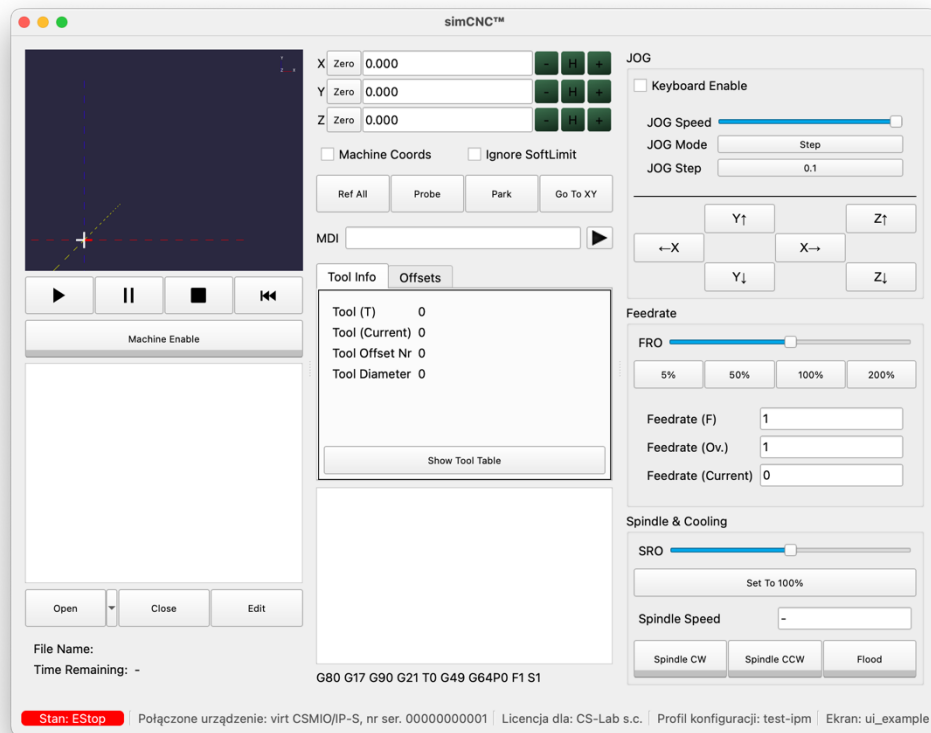 simCNC™
X Zero 0.000 - H +
Y Zero 0.000 - H +
Z Zero 0.000 - H +
Machine Coords Ignore SoftLimit
Ref All Probe Park Go To XY
MDI
Tool Info Offsets
Tool (T) 0
Tool (Current) 0
Tool Offset Nr 0
Tool Diameter 0
Show Tool Table
G80 G17 G90 G21 T0 G49 G64P0 F1 S1
Machine Enable
Open Close Edit
File Name:
Time Remaining: -
JOG
Keyboard Enable
JOG Speed
JOG Mode Step
JOG Step 0.1
Y↑ Z↑
←X X→
Y↓ Z↓
Feedrate
FRO
5% 50% 100% 200%
Feedrate (F) 1
Feedrate (Ov.) 1
Feedrate (Current) 0
Spindle & Cooling
SRO
Set To 100%
Spindle Speed -
Spindle CW Spindle CCW Flood
Stan: EStop Połączone urządzenie: virt CSMIO/IP-S, nr ser. 00000000001 Licencja dla: CS-Lab s.c. Profil konfiguracji: test-ipm Ekran: ui_example